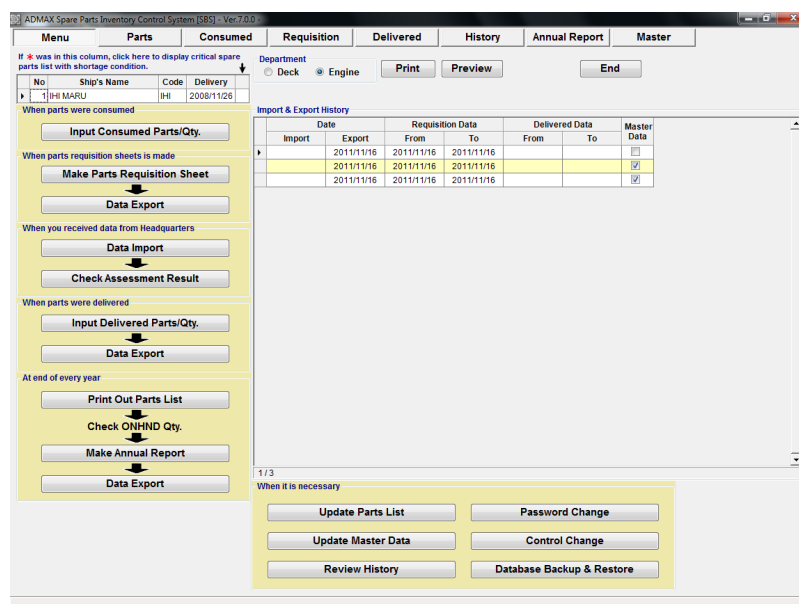 ADMAX Spare Parts Inventory Control System [SBS] - Ver.7.0.0 -
Menu Parts Consumed Requisition Delivered History Annual Report Master
If * was in this column, click here to display critical spare
parts list with shortage condition.
Department
Deck Engine Print Preview End
No Ship's Name Code Delivery
1 IHI MARU IHI 2008/11/26
When parts were consumed
Input Consumed Parts/Qty.
When parts requisition sheets is made
Make Parts Requisition Sheet
Data Export
When you received data from Headquarters
Data Import
Check Assessment Result
When parts were delivered
Input Delivered Parts/Qty.
Data Export
At end of every year
Print Out Parts List
Check ONHND Qty.
Make Annual Report
Data Export
Import & Export History
Date Requisition Data Delivered Data Master
Import Export From To From To Data
2011/11/16 2011/11/16 2011/11/16
2011/11/16 2011/11/16 2011/11/16
2011/11/16 2011/11/16 2011/11/16
1 / 3
When it is necessary
Update Parts List Password Change
Update Master Data Control Change
Review History Database Backup & Restore